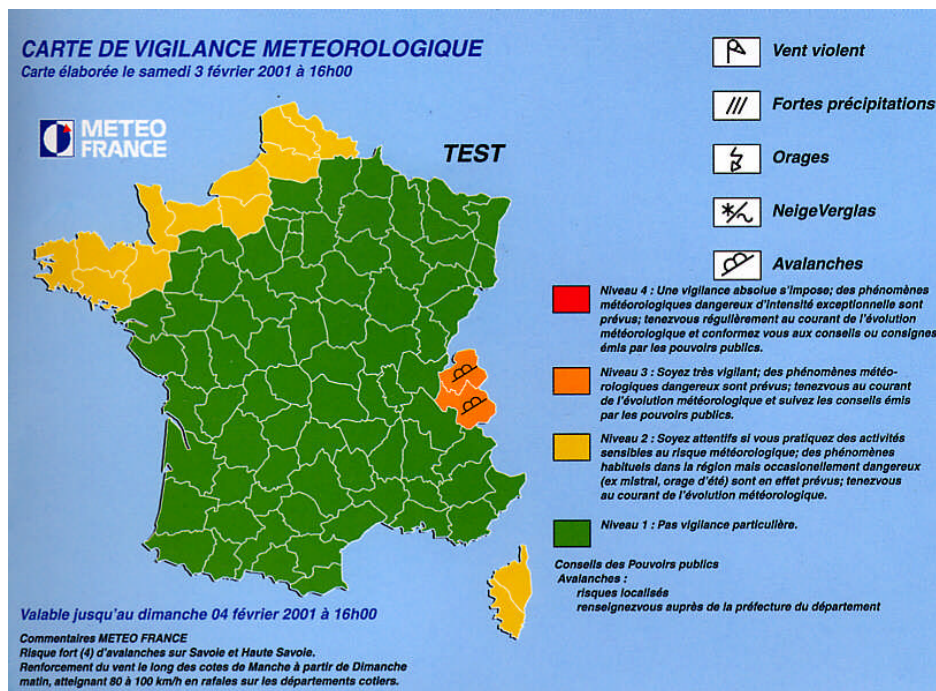 CARTE DE VIGILANCE METEOROLOGIQUE
Carte élaborée le samedi 3 février 2001 à 16h00
METEO
FRANCE
TEST
Vent violent
Fortes précipitations
Orages
NeigeVerglas
Avalanches
Niveau 4 : Une vigilance absolue s'impose; des phénomènes
météorologiques dangereux d'intensité exceptionnelle sont
prévus; tenezvous régulièrement au courant de l'évolution
météorologique et conformez vous aux conseils ou consignes
émis par les pouvoirs publics.
Niveau 3 : Soyez très vigilant; des phénomènes météo-
rologiques dangereux sont prévus; tenezvous au courant
de l'évolution météorologique et suivez les conseils émis
par les pouvoirs publics.
Niveau 2 : Soyez attentifs si vous pratiquez des activités
sensibles au risque météorologique; des phénomènes
habituels dans la région mais occasionellement dangereux
(ex mistral, orage d'été) sont en effet prévus; tenezvous
au courant de l'évolution météorologique.
Niveau 1 : Pas vigilance particulière.
Conseils des Pouvoirs publics
Avalanches :
risques localisés
renseignezvous auprès de la préfecture du département
Valable jusqu'au dimanche 04 février 2001 à 16h00
Commentaires METEO FRANCE
Risque fort (4) d'avalanches sur Savoie et Haute Savoie.
Renforcement du vent le long des cotes de Manche à partir de Dimanche
matin, atteignant 80 à 100 km/h en rafales sur les départements cotiers.